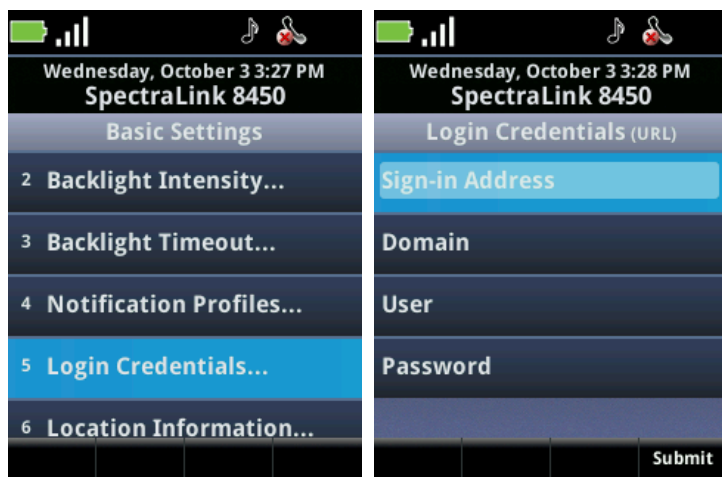 Wednesday, October 3 3:27 PM
SpectraLink 8450
Basic Settings
2 Backlight Intensity...
3 Backlight Timeout...
4 Notification Profiles...
5 Login Credentials...
6 Location Information...
Wednesday, October 3 3:28 PM
SpectraLink 8450
Login Credentials (URL)
Sign-in Address
Domain
User
Password
Submit